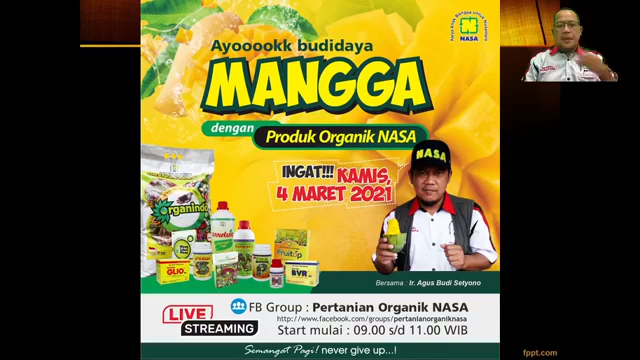 Ayooookk budidaya
MANGGA
dengan
Produk Organik NASA
INGAT!!! KAMIS,
4 MARET 2021
NASA
NASA
Organindo
GLIO
Fruitop
BVR
Bersama : Ir. Agus Budi Setyono
LIVE
STREAMING
FB Group : Pertanian Organik NASA
http://www.facebook.com/groups/pertanianorganiknasa
Start mulai : 09.00 s/d 11.00 WIB
Semangat Pagi! never give up...!
fppt.com